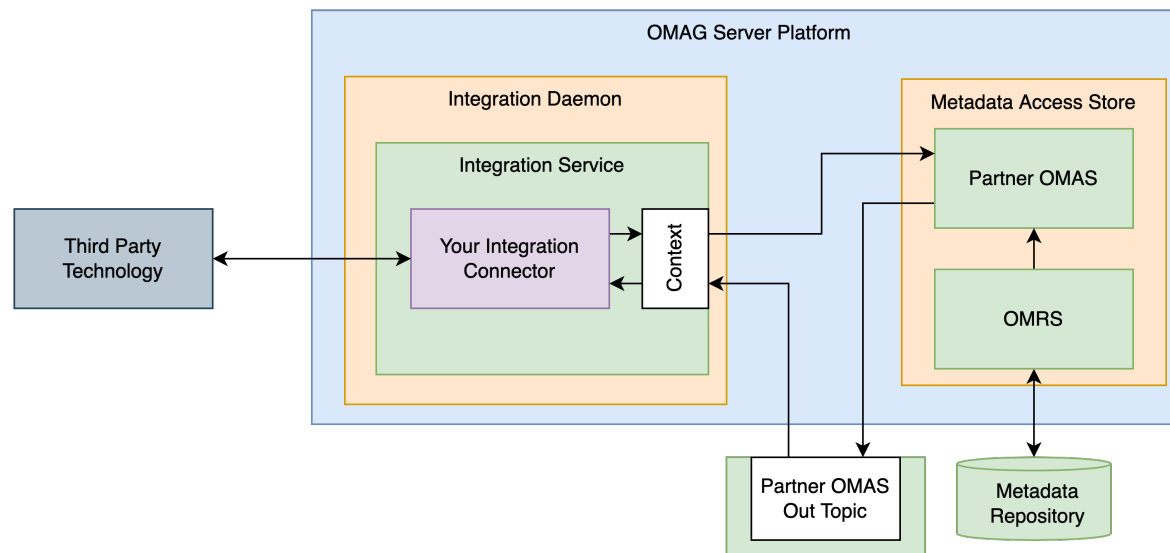 OMAG Server Platform
Integration Daemon
Metadata Access Store
Integration Service
Partner OMAS
Third Party
Technology
Your Integration
Connector
Context
OMRS
Partner OMAS
Out Topic
Metadata
Repository